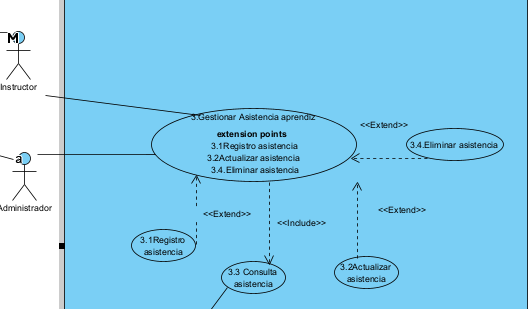 M
Instructor
a
Administrador
3.Gestionar Asistencia aprendiz
extension points
3.1Registro asistencia
3.2Actualizar asistencia
3.4.Eliminar asistencia
<<Extend>>
3.4.Eliminar asistencia
<<Extend>>
<<Include>>
<<Extend>>
3.1Registro
asistencia
3.3 Consulta
asistencia
3.2Actualizar
asistencia